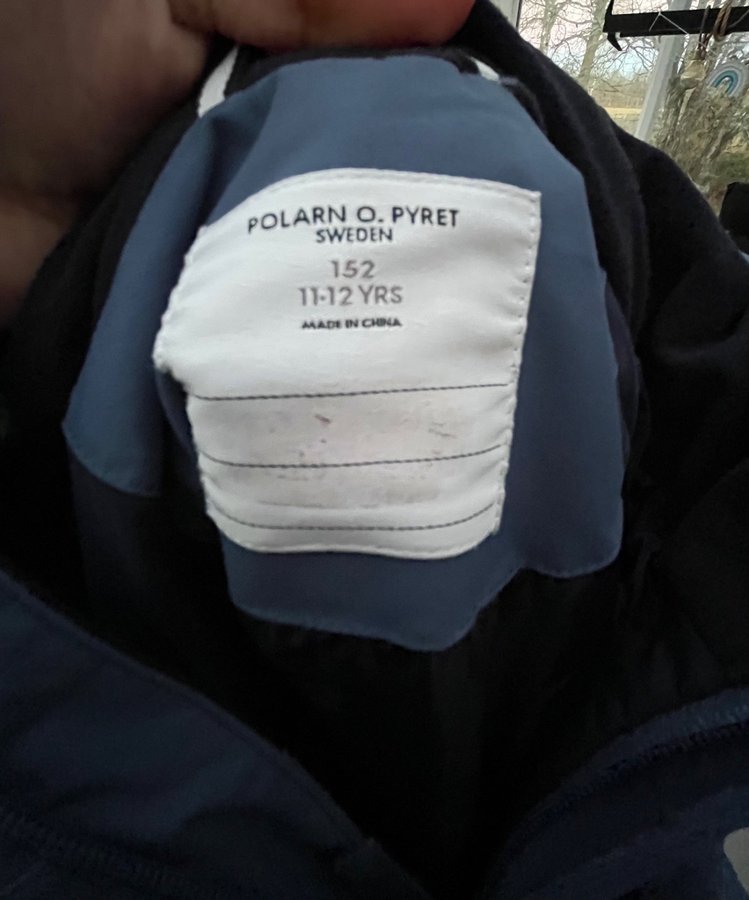 POLARN O. PYRET
SWEDEN
152
11-12 YRS
MADE IN CHINA